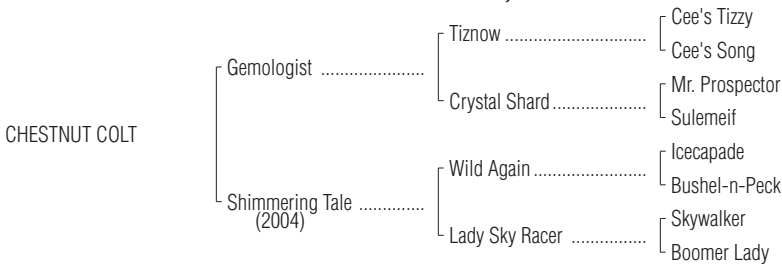 Cee's Tizzy
Tiznow ..............................
Cee's Song
Gemologist ......................
Mr. Prospector
Crystal Shard....................
Sulemeif
CHESTNUT COLT
Icecapade
Wild Again ........................
Bushel-n-Peck
Shimmering Tale ..............
(2004)
Skywalker
Lady Sky Racer ................
Boomer Lady